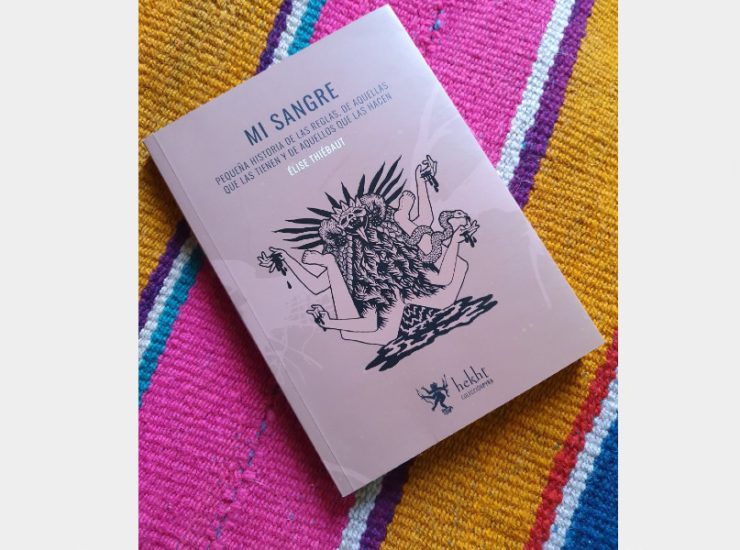 MI SANGRE
PEQUEÑA HISTORIA DE LAS REGLAS, DE AQUELLAS
QUE LAS TIENEN Y DE AQUELLOS QUE LAS HACEN
ÉLISE THIÉBAUT
hekht
COLECCIÓNPYRA